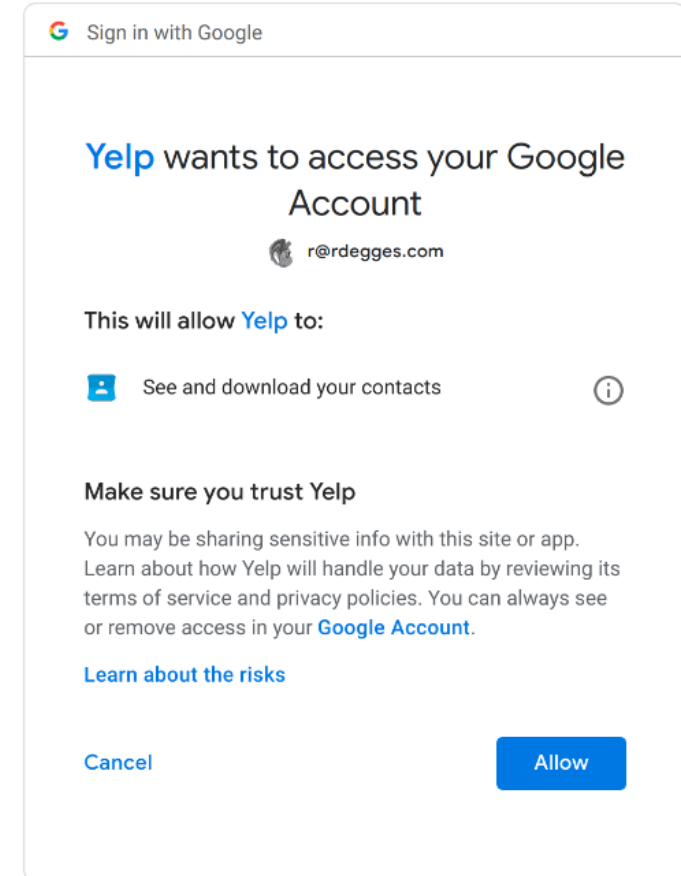 Sign in with Google
Yelp wants to access your Google
Account
r@rdegges.com
This will allow Yelp to:
See and download your contacts
Make sure you trust Yelp
You may be sharing sensitive info with this site or app.
Learn about how Yelp will handle your data by reviewing its
terms of service and privacy policies. You can always see
or remove access in your Google Account.
Learn about the risks
Cancel
Allow